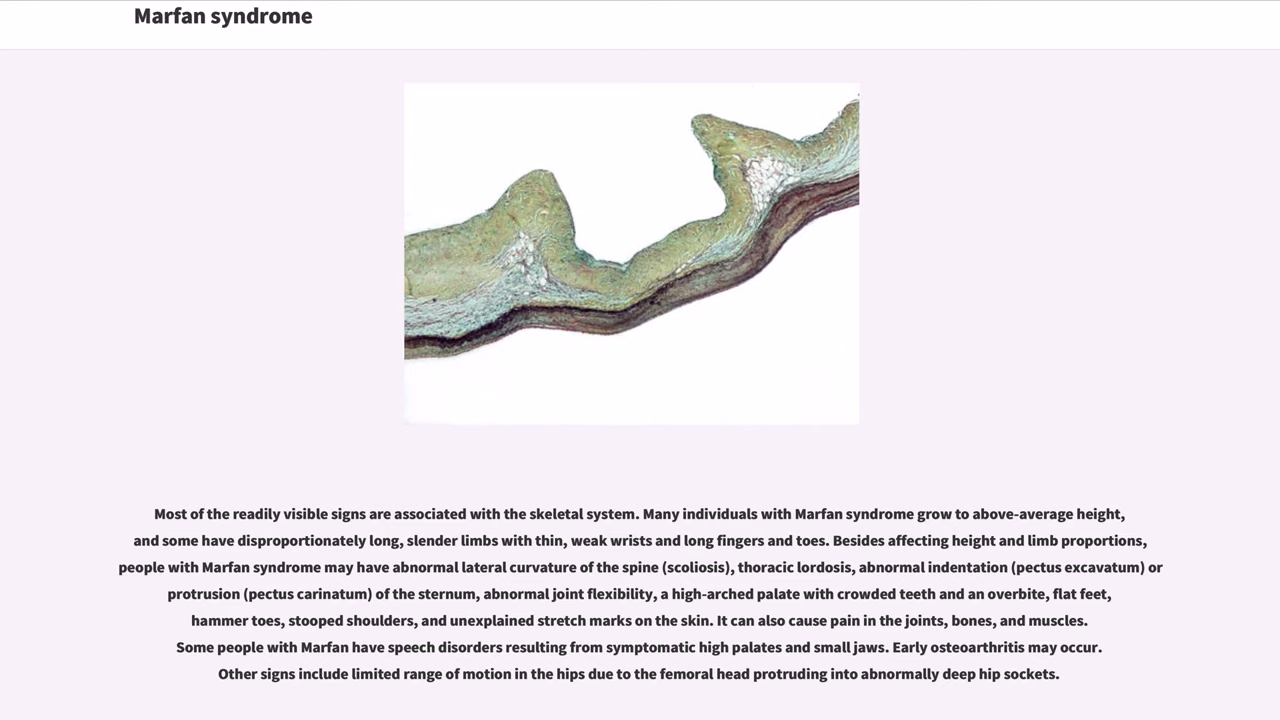 Marfan syndrome
Most of the readily visible signs are associated with the skeletal system. Many individuals with Marfan syndrome grow to above-average height,
and some have disproportionately long, slender limbs with thin, weak wrists and long fingers and toes. Besides affecting height and limb proportions,
people with Marfan syndrome may have abnormal lateral curvature of the spine (scoliosis), thoracic lordosis, abnormal indentation (pectus excavatum) or
protrusion (pectus carinatum) of the sternum, abnormal joint flexibility, a high-arched palate with crowded teeth and an overbite, flat feet,
hammer toes, stooped shoulders, and unexplained stretch marks on the skin. It can also cause pain in the joints, bones, and muscles.
Some people with Marfan have speech disorders resulting from symptomatic high palates and small jaws. Early osteoarthritis may occur.
Other signs include limited range of motion in the hips due to the femoral head protruding into abnormally deep hip sockets.